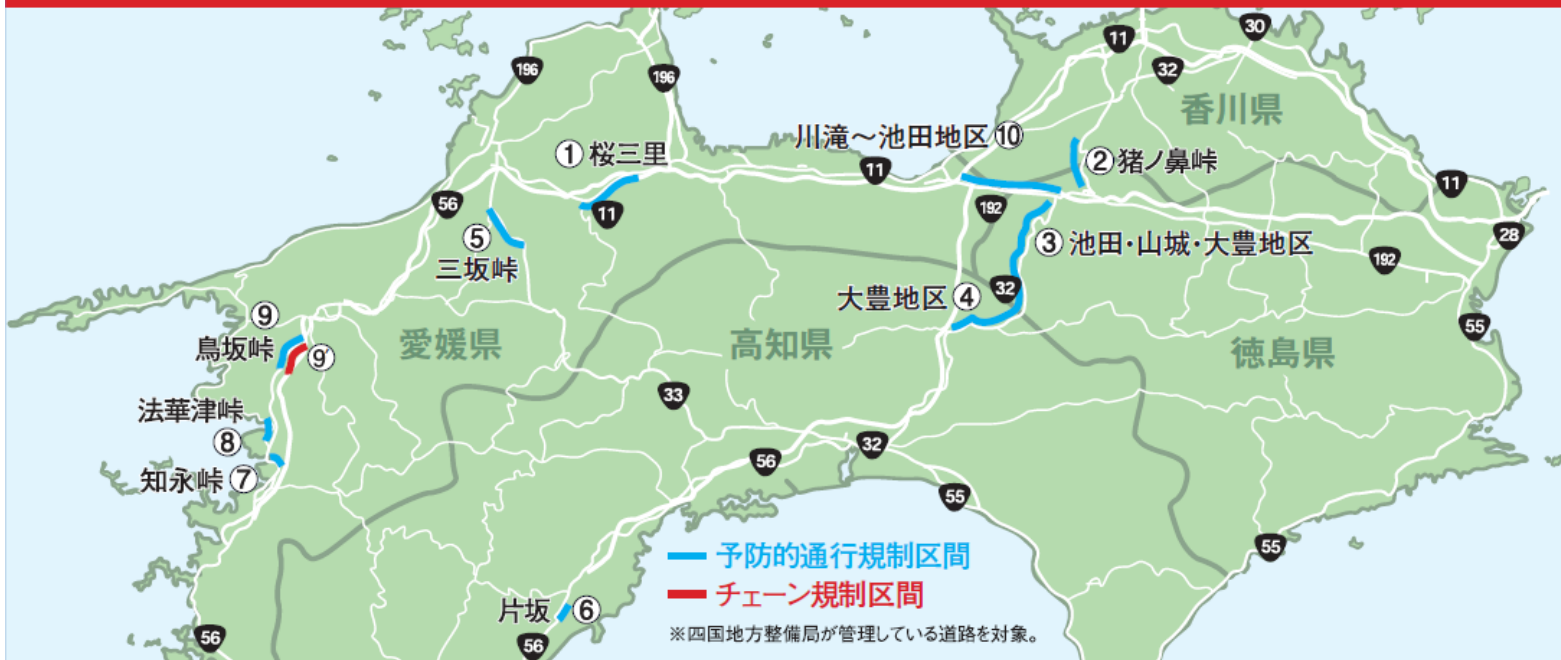 11
30
196
196
32
香川県
川滝～池田地区⑩
①桜三里
②猪ノ鼻峠
11
11
56
11
192
28
⑤
三坂峠
③池田・山城・大豊地区
192
大豊地区④
32
⑨
鳥坂峠
9'
愛媛県
高知県
徳島県
55
法華津峠
⑧
33
知永峠⑦
56
32
55
55
予防的通行規制区間
チェーン規制区間
片坂⑥
※四国地方整備局が管理している道路を対象。
56
56